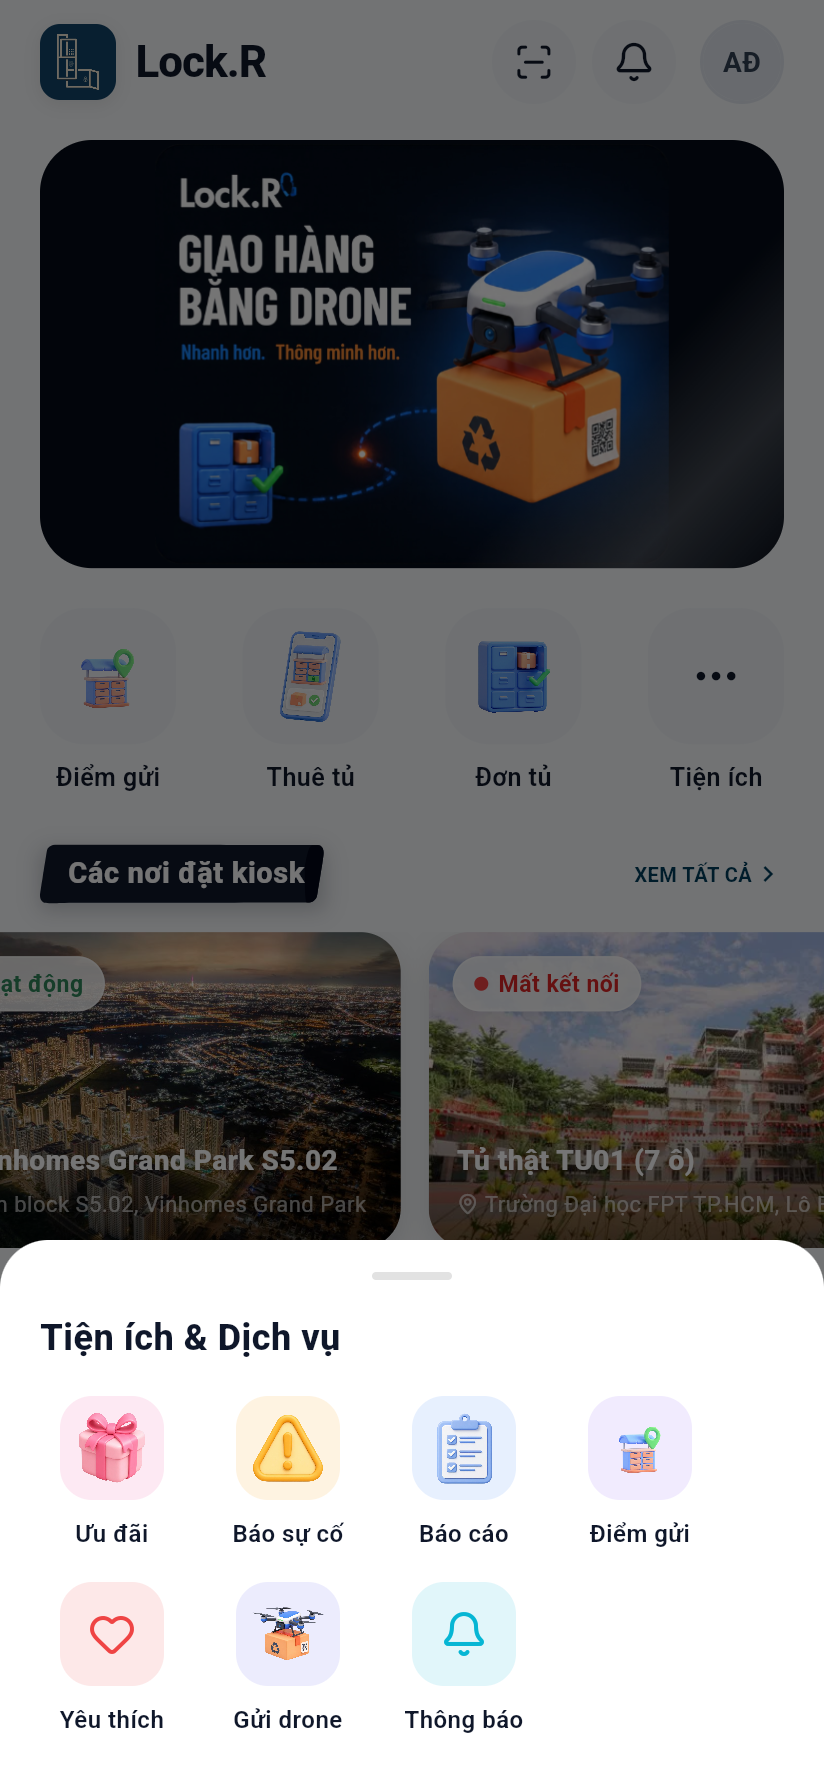 Lock.R
AĐ
Lock.R
GIAO HÀNG
BẰNG DRONE
Nhanh hơn. Thông minh hơn.
Điểm gửi
Thuê tủ
Đơn tủ
Tiện ích
Các nơi đặt kiosk
XEM TẤT CẢ
ạt động
Mất kết nối
nhomes Grand Park S5.02
block S5.02, Vinhomes Grand Park
Tủ thật TU01 (7 ô)
Trường Đại học FPT TP.HCM, Lô
Tiện ích & Dịch vụ
Ưu đãi
Báo sự cố
Báo cáo
Điểm gửi
Yêu thích
Gửi drone
Thông báo